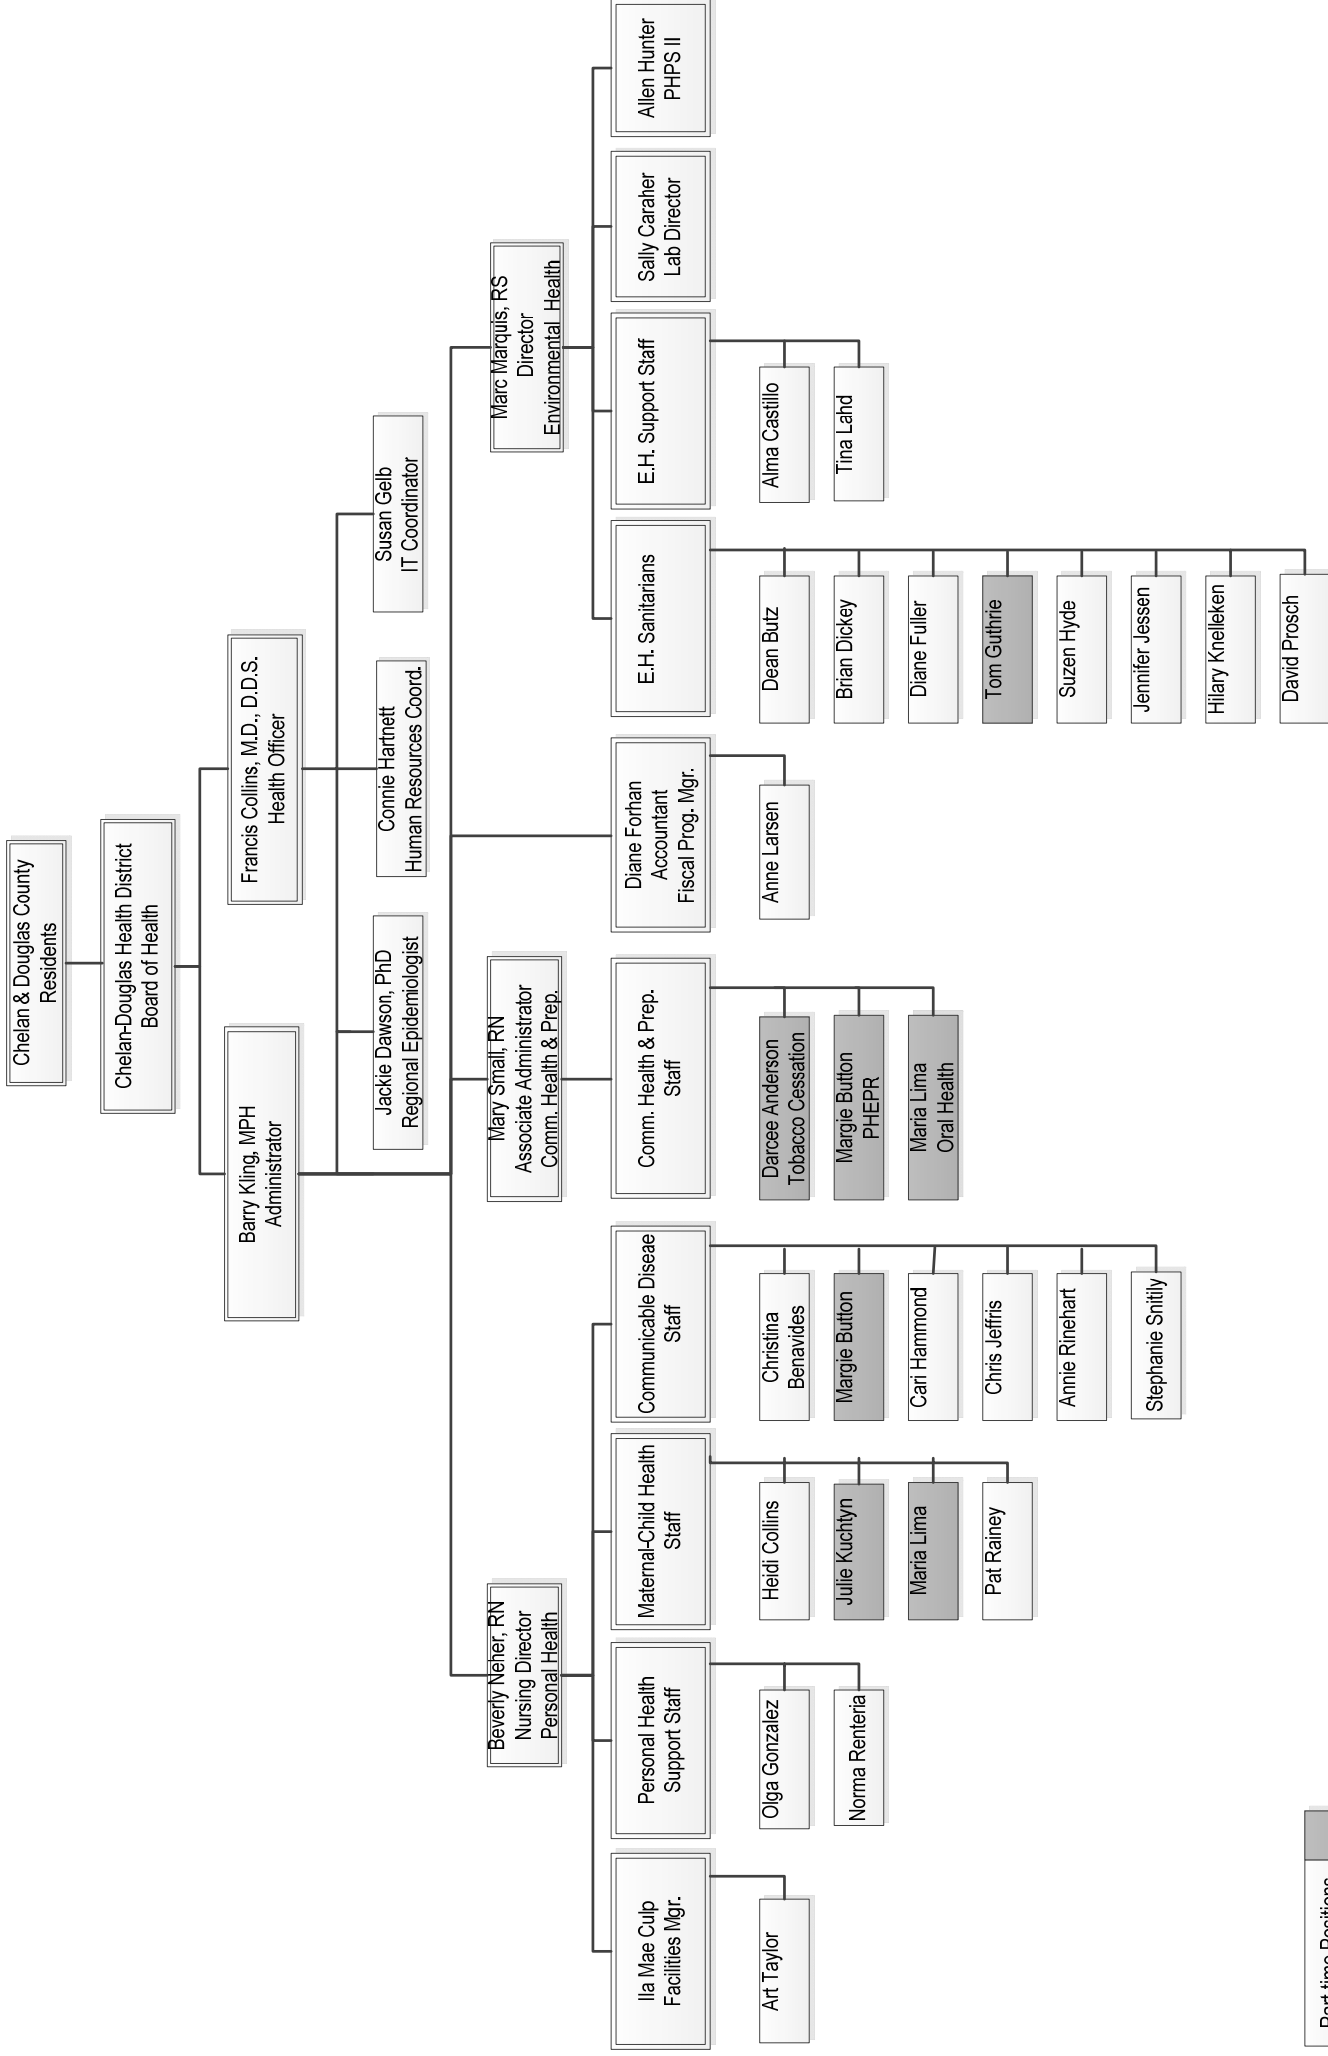 Chelan & Douglas County
Residents
Chelan-Douglas Health District
Board of Health
Barry Kling, MPH
Administrator
Francis Collins, M.D., D.D.S.
Health Officer
Jackie Dawson, PhD
Regional Epidemiologist
Connie Hartnett
Human Resources Coord.
Susan Gelb
IT Coordinator
Beverly Neher, RN
Nursing Director
Personal Health
Mary Small, RN
Associate Administrator
Comm. Health & Prep.
Marc Marquis, RS
Director
Environmental Health
Ila Mae Culp
Facilities Mgr.
Art Taylor
Personal Health
Support Staff
Olga Gonzalez
Norma Renteria
Maternal-Child Health
Staff
Heidi Collins
Julie Kuchtyn
Maria Lima
Pat Rainey
Communicable Diseae
Staff
Christina
Benavides
Margie Button
Cari Hammond
Chris Jeffris
Annie Rinehart
Stephanie Snitily
Comm. Health & Prep.
Staff
Darcee Anderson
Tobacco Cessation
Margie Button
PHEPR
Maria Lima
Oral Health
Diane Forhan
Accountant
Fiscal Prog. Mgr.
Anne Larsen
E.H. Sanitarians
Dean Butz
Brian Dickey
Diane Fuller
Tom Guthrie
Suzen Hyde
Jennifer Jessen
Hilary Knelleken
David Prosch
E.H. Support Staff
Alma Castillo
Tina Lahd
Sally Caraher
Lab Director
Allen Hunter
PHPS II
Part-time Positions